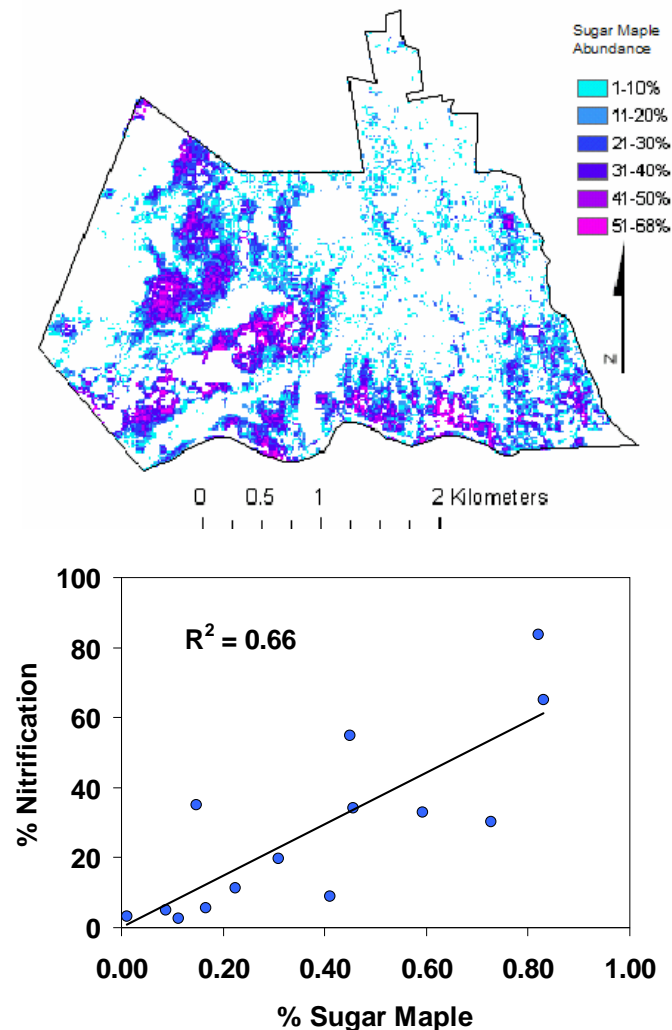 Sugar Maple
Abundance
1-10%
11-20%
21-30%
31-40%
41-50%
51-68%
N
0 0.5 1 2 Kilometers
100
80
60
40
20
0
R² = 0.66
% Nitrification
0.00 0.20 0.40 0.60 0.80 1.00
% Sugar Maple